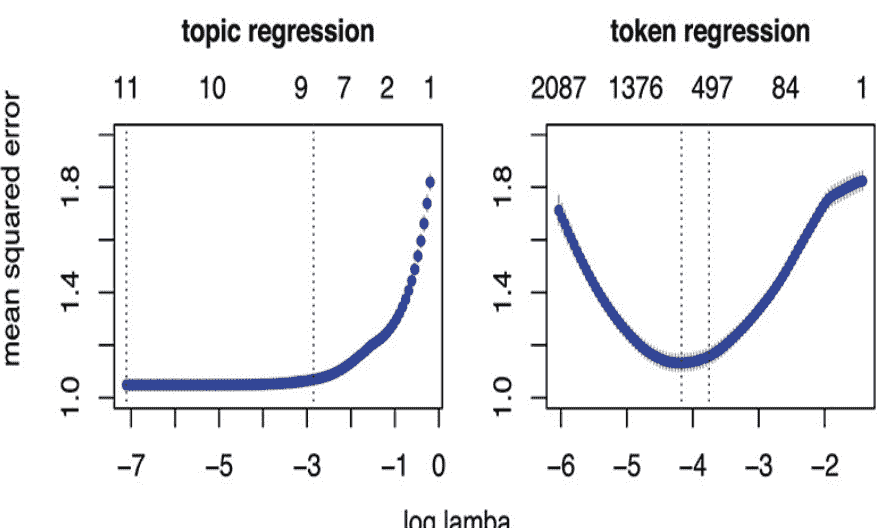 topic regression
11 10 9 7 2 1
mean squared error
1.8
1.4
1.0
−7 −5 −3 −1 0
token regression
2087 1376 497 84 1
1.8
1.4
1.0
−6 −5 −4 −3 −2
log lamba